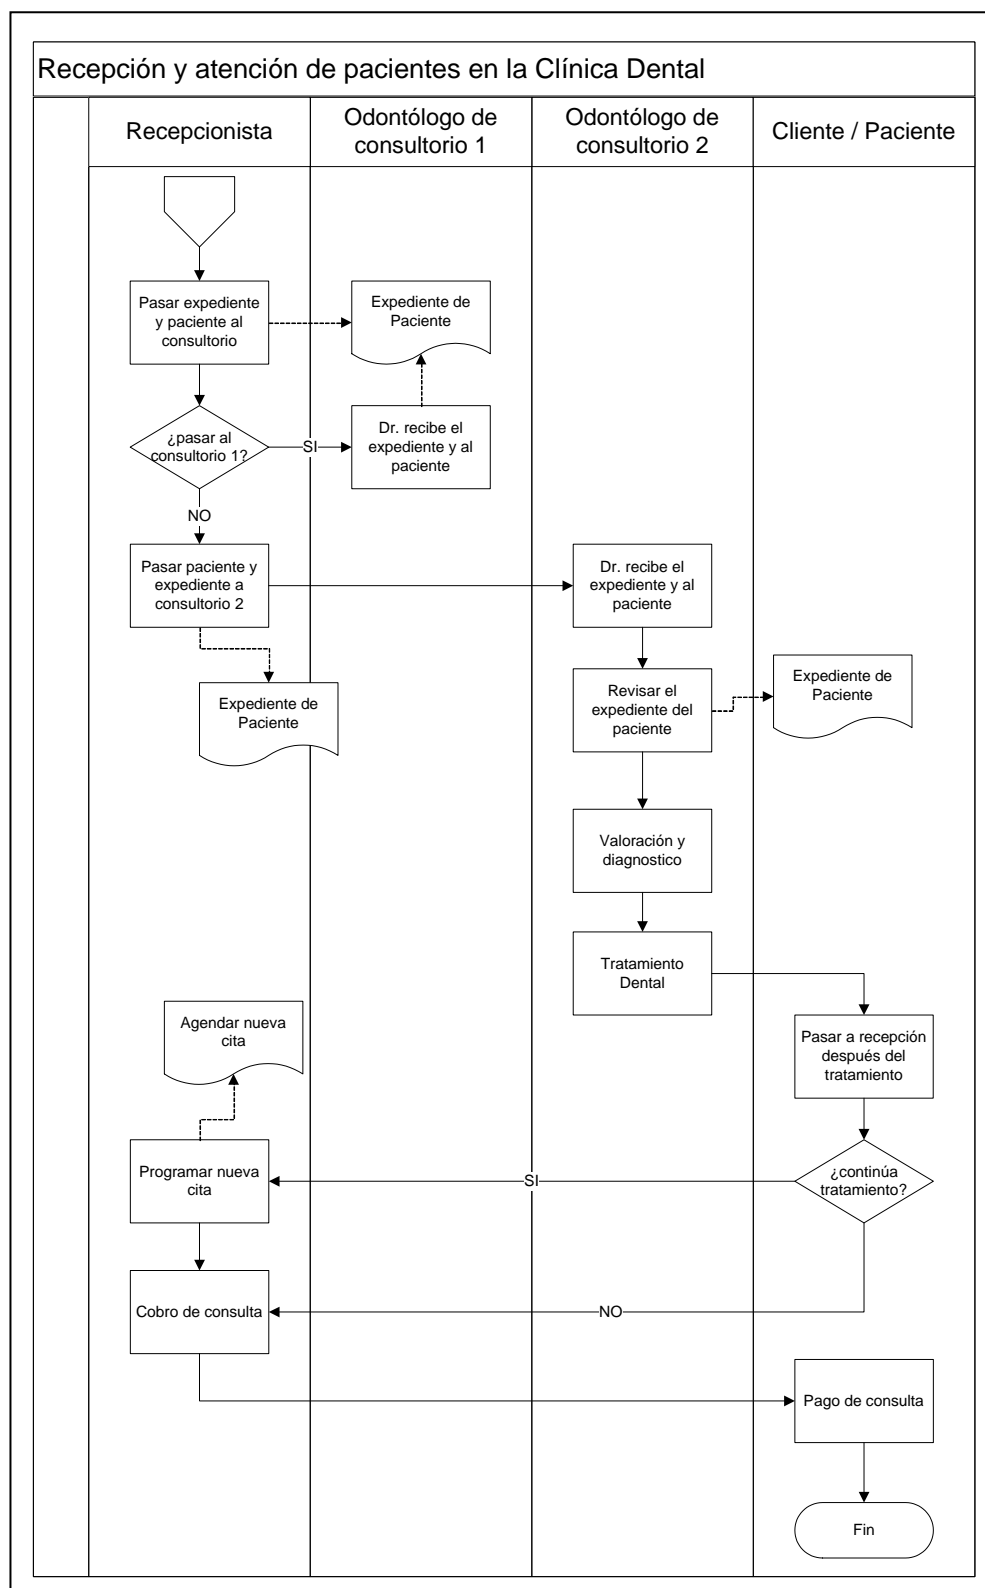 Recepción y atención de pacientes en la Clínica Dental
Recepcionista
Odontólogo de
consultorio 1
Odontólogo de
consultorio 2
Cliente / Paciente
Pasar expediente
y paciente al
consultorio
Expediente de
Paciente
¿pasar al
consultorio 1?
SI
Dr. recibe el
expediente y al
paciente
NO
Pasar paciente y
expediente a
consultorio 2
Dr. recibe el
expediente y al
paciente
Expediente de
Paciente
Revisar el
expediente del
paciente
Expediente de
Paciente
Valoración y
diagnostico
Tratamiento
Dental
Agendar nueva
cita
Pasar a recepción
después del
tratamiento
Programar nueva
cita
SI
¿continúa
tratamiento?
Cobro de consulta
NO
Pago de consulta
Fin